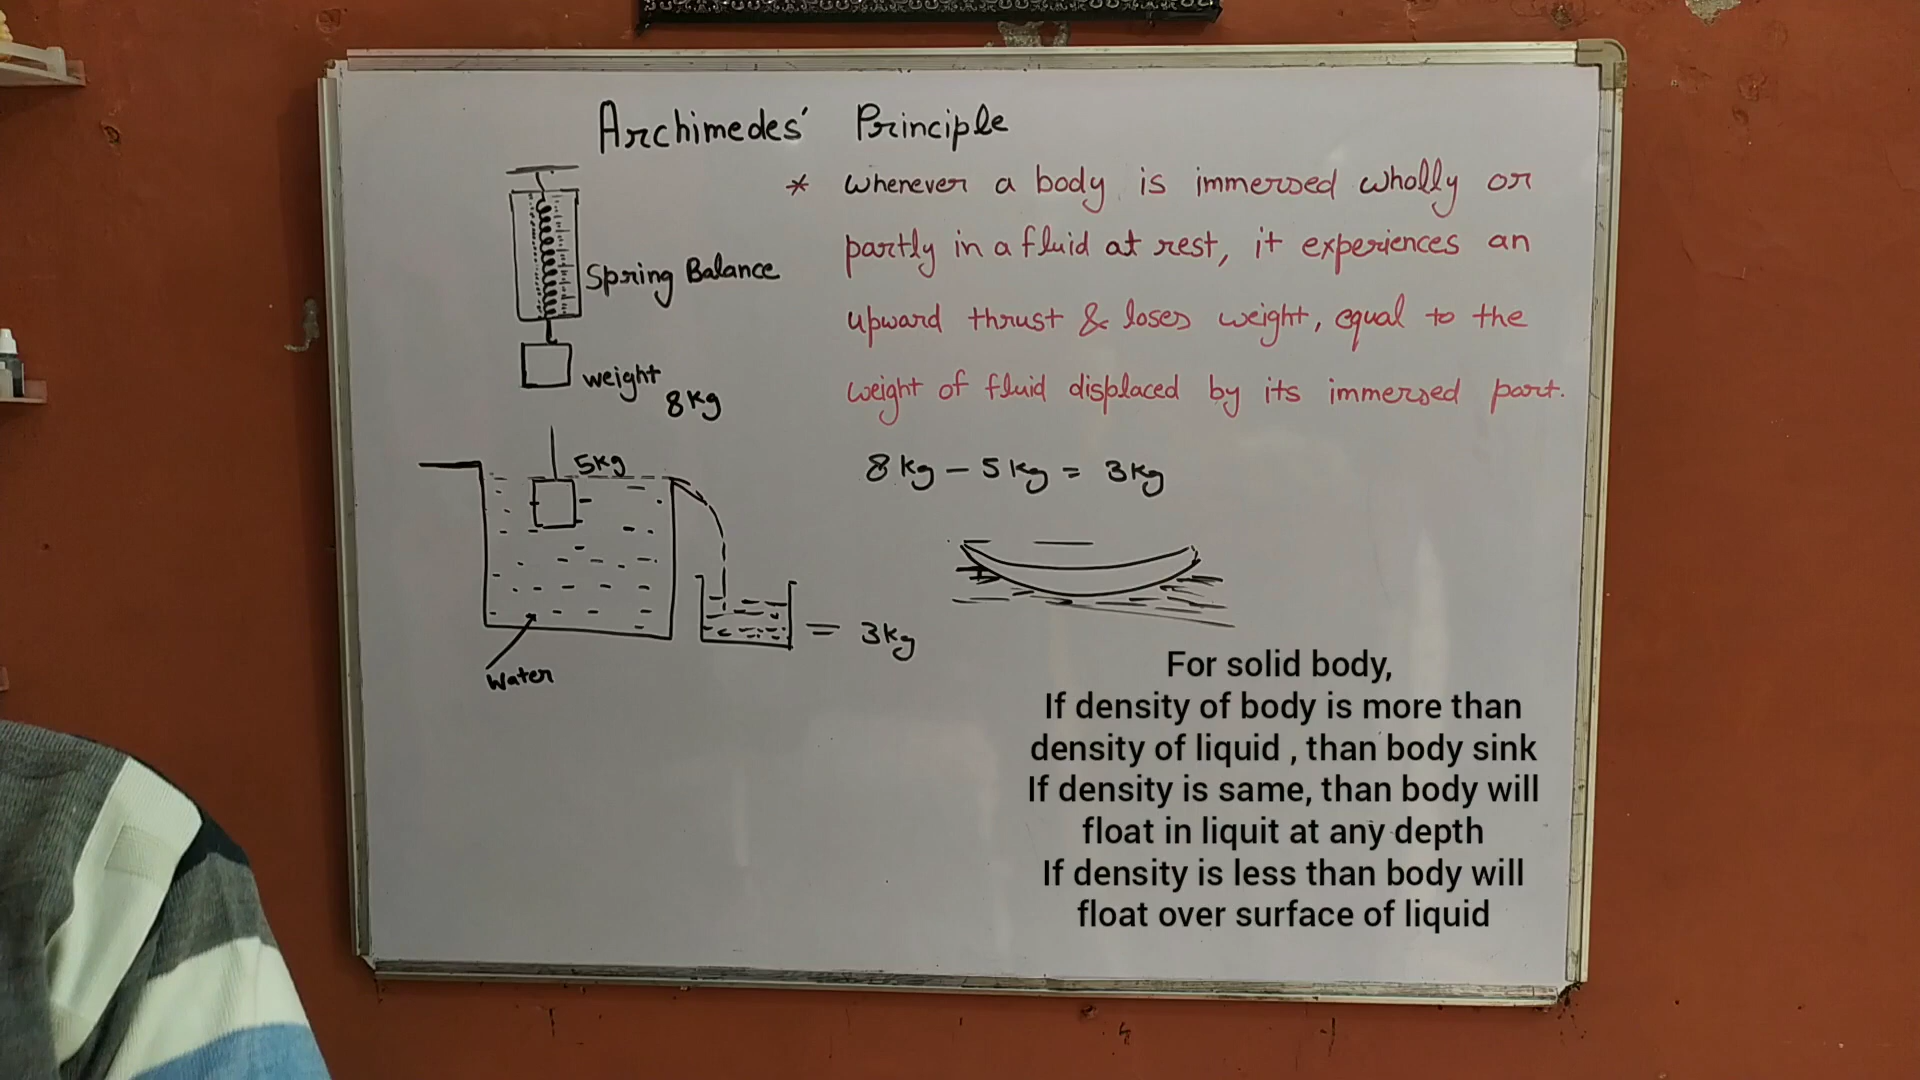 Archimedes' Principle
* whenever a body is immersed wholly or
partly in a fluid at rest, it experiences an
upward thrust & loses weight, equal to the
weight of fluid displaced by its immersed part.
Spring Balance
weight
8kg
5kg
8kg - 5kg = 3kg
= 3kg
Water
For solid body,
If density of body is more than
density of liquid , than body sink
If density is same, than body will
float in liquit at any depth
If density is less than body will
float over surface of liquid